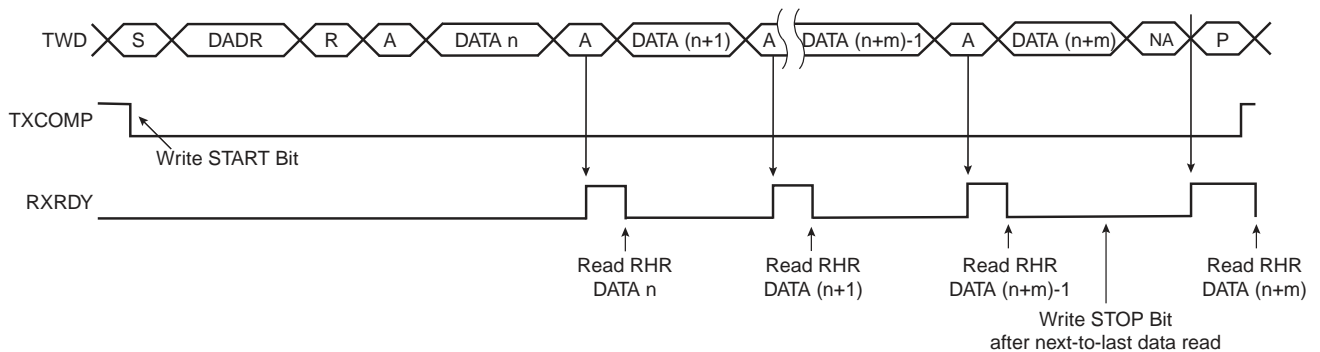 TWD S DADR R A DATA n A DATA (n+1) A DATA (n+m)-1 A DATA (n+m) NA P
TXCOMP
Write START Bit
RXRDY
Read RHR Read RHR Read RHR Read RHR
DATA n DATA (n+1) DATA (n+m)-1 DATA (n+m)
Write STOP Bit
after next-to-last data read